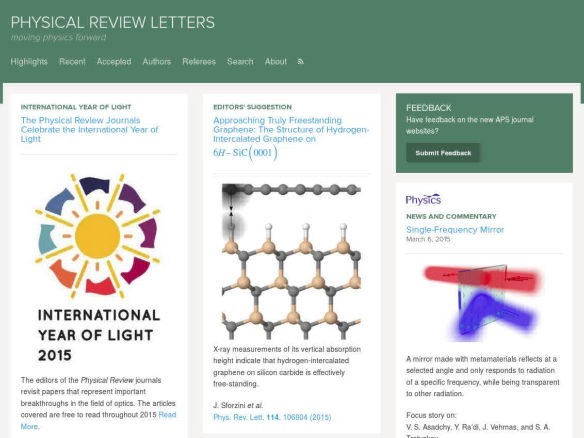 PHYSICAL REVIEW LETTERS
moving physics forward
Highlights Recent Accepted Authors Referees Search About
INTERNATIONAL YEAR OF LIGHT
The Physical Review Journals
Celebrate the International Year of
Light
INTERNATIONAL
YEAR OF LIGHT
2015
The editors of the Physical Review journals
revisit papers that represent important
breakthroughs in the field of optics. The articles
covered are free to read throughout 2015 Read
More.
EDITORS' SUGGESTION
Approaching Truly Freestanding
Graphene: The Structure of Hydrogen-
Intercalated Graphene on
6H– SiC(0001)
X-ray measurements of its vertical absorption
height indicate that hydrogen-intercalated
graphene on silicon carbide is effectively
free-standing.
J. Sforzini et al.
Phys. Rev. Lett. 114, 106804 (2015)
FEEDBACK
Have feedback on the new APS journal
websites?
Submit Feedback
Physics
NEWS AND COMMENTARY
Single-Frequency Mirror
March 6, 2015
A mirror made with metamaterials reflects at a
selected angle and only responds to radiation
of a specific frequency, while being transparent
to other radiation.
Focus story on:
V. S. Asadchy, Y. Ra'di, J. Vehmas, and S. A.